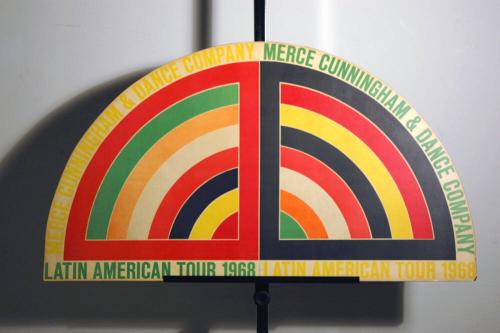 MERCE CUNNINGHAM & DANCE COMPANY
MERCE CUNNINGHAM & DANCE COMPANY
LATIN AMERICAN TOUR 1968
LATIN AMERICAN TOUR 1968